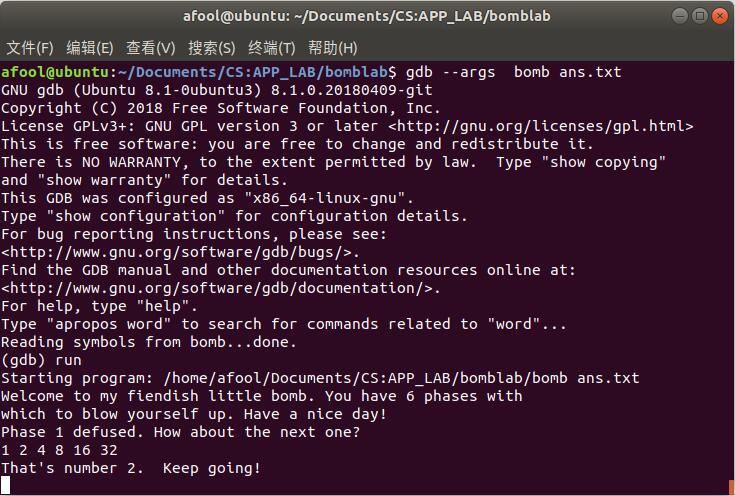 afool@ubuntu: ~/Documents/CS:APP_LAB/bomblab
文件(F) 编辑(E) 查看(V) 搜索(S) 终端(T) 帮助(H)
afool@ubuntu:~/Documents/CS:APP_LAB/bomblab$ gdb --args  bomb ans.txt
GNU gdb (Ubuntu 8.1-0ubuntu3) 8.1.0.20180409-git
Copyright (C) 2018 Free Software Foundation, Inc.
License GPLv3+: GNU GPL version 3 or later <http://gnu.org/licenses/gpl.html>
This is free software: you are free to change and redistribute it.
There is NO WARRANTY, to the extent permitted by law.  Type "show copying"
and "show warranty" for details.
This GDB was configured as "x86_64-linux-gnu".
Type "show configuration" for configuration details.
For bug reporting instructions, please see:
<http://www.gnu.org/software/gdb/bugs/>.
Find the GDB manual and other documentation resources online at:
<http://www.gnu.org/software/gdb/documentation/>.
For help, type "help".
Type "apropos word" to search for commands related to "word"...
Reading symbols from bomb...done.
(gdb) run
Starting program: /home/afool/Documents/CS:APP_LAB/bomblab/bomb ans.txt
Welcome to my fiendish little bomb. You have 6 phases with
which to blow yourself up. Have a nice day!
Phase 1 defused. How about the next one?
1 2 4 8 16 32
That's number 2.  Keep going!